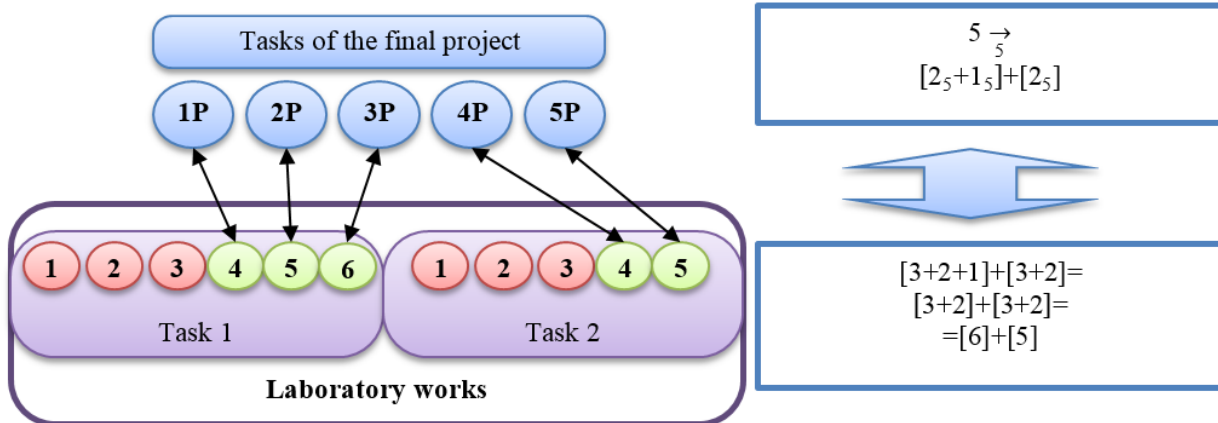 Tasks of the final project
1P 2P 3P 4P 5P
1 2 3 4 5 6
Task 1
1 2 3 4 5
Task 2
Laboratory works
5 →
5
[2₅+1₅]+[2₅]
[3+2+1]+[3+2]=
[3+2]+[3+2]=
=[6]+[5]